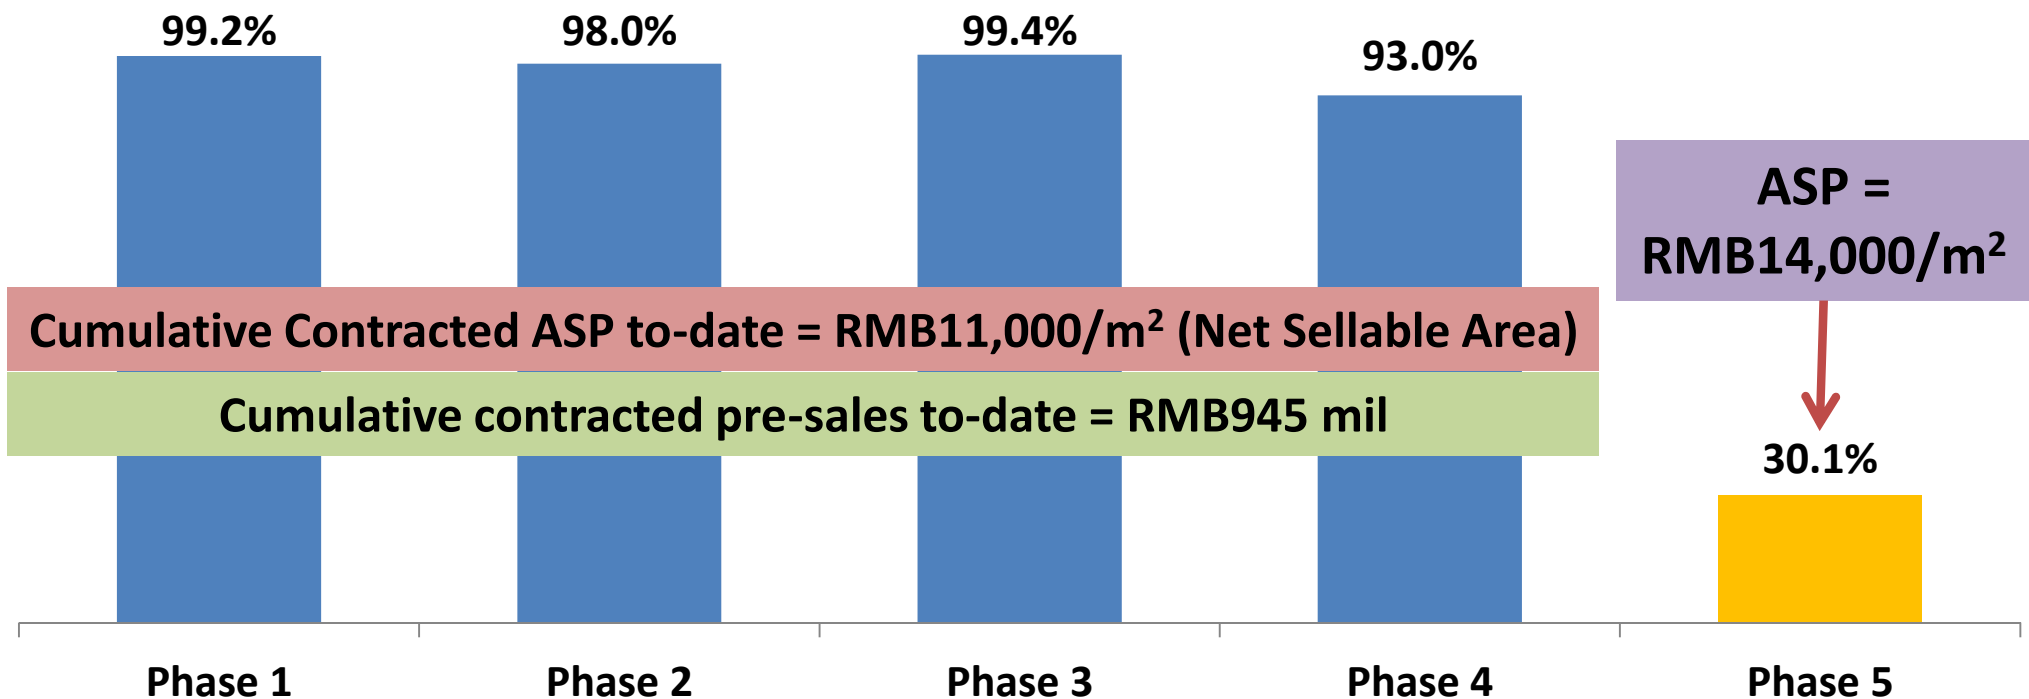 99.2%
98.0%
99.4%
93.0%
ASP =
RMB14,000/m²
Cumulative Contracted ASP to-date = RMB11,000/m² (Net Sellable Area)
Cumulative contracted pre-sales to-date = RMB945 mil
30.1%
Phase 1
Phase 2
Phase 3
Phase 4
Phase 5